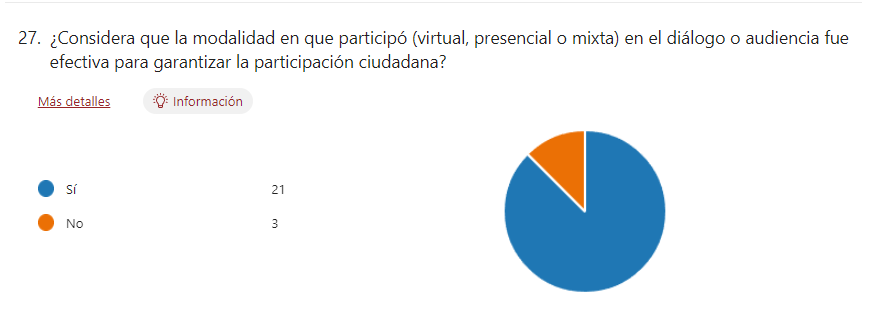 27. ¿Considera que la modalidad en que participó (virtual, presencial o mixta) en el diálogo o audiencia fue
efectiva para garantizar la participación ciudadana?
Más detalles
Información
Sí 21
No 3